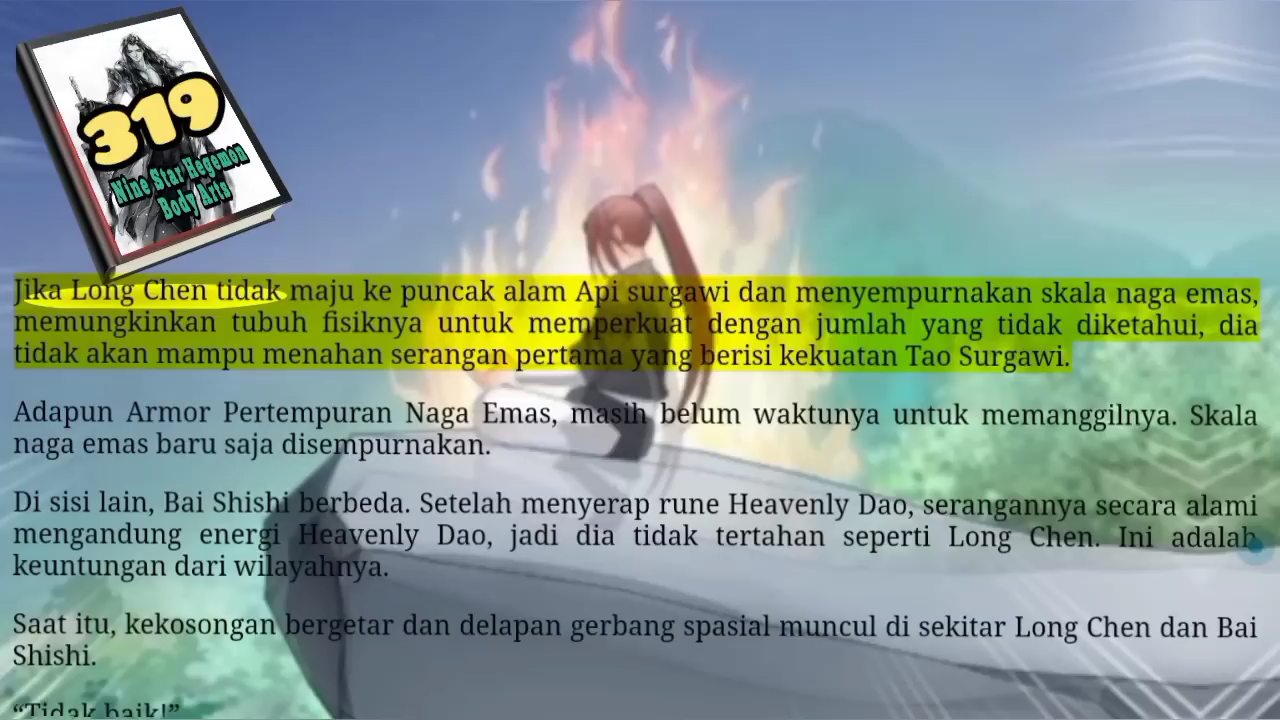 319
Nine Star Hegemon
Body Arts
Jika Long Chen tidak maju ke puncak alam Api surgawi dan menyempurnakan skala naga emas,
memungkinkan tubuh fisiknya untuk memperkuat dengan jumlah yang tidak diketahui, dia
tidak akan mampu menahan serangan pertama yang berisi kekuatan Tao Surgawi.
Adapun Armor Pertempuran Naga Emas, masih belum waktunya untuk memanggilnya. Skala
naga emas baru saja disempurnakan.
Di sisi lain, Bai Shishi berbeda. Setelah menyerap rune Heavenly Dao, serangannya secara alami
mengandung energi Heavenly Dao, jadi dia tidak tertahan seperti Long Chen. Ini adalah
keuntungan dari wilayahnya.
Saat itu, kekosongan bergetar dan delapan gerbang spasial muncul di sekitar Long Chen dan Bai
Shishi.
“Tidak baik!”